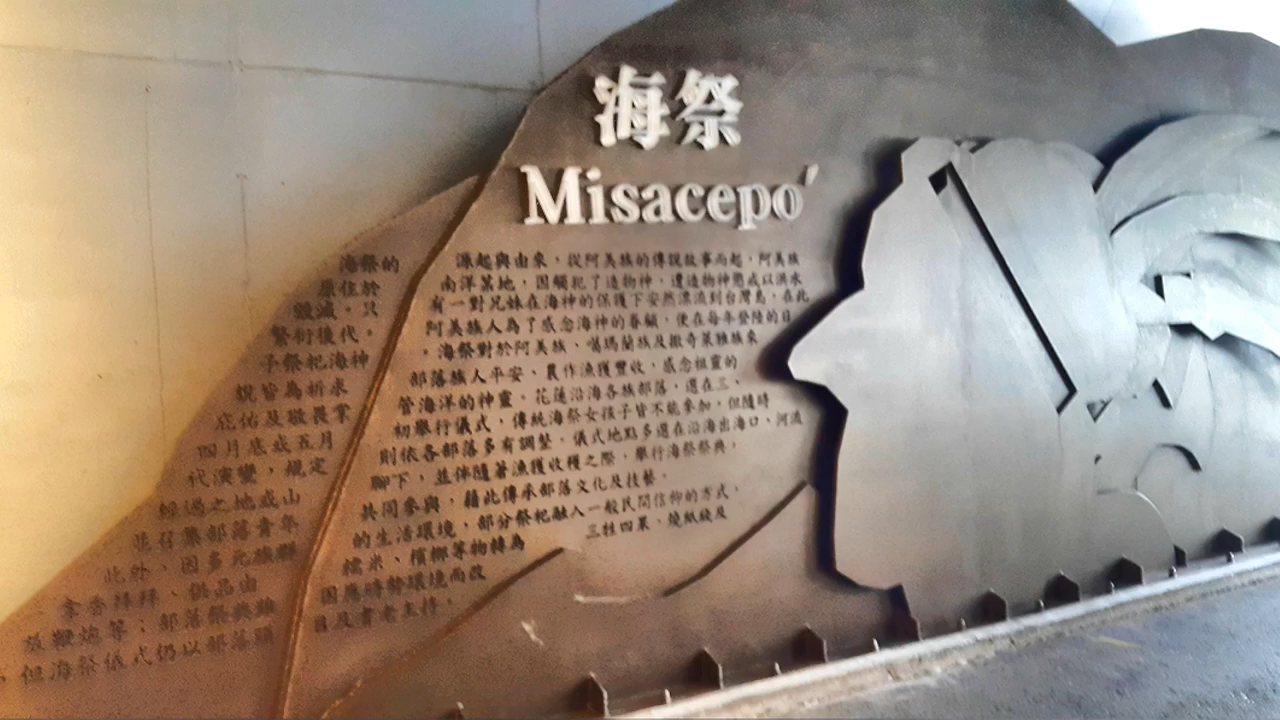 海祭
Misacepo'
海祭的源起與由來，從阿美族的傳說故事而起，阿美族
原住於南洋某地，因觸犯了造物神，遭造物神懲戒以洪水
毀滅，只有一對兄妹在海神的保護下安然漂流到台灣島，在此
繁衍後代。阿美族人為了感念海神的眷顧，便在每年登陸的日
子祭祀海神。海祭對於阿美族、噶瑪蘭族及撒奇萊雅族來
說皆為祈求部落族人平安、農作漁獲豐收，感念祖靈的
庇佑及敬畏掌管海洋的神靈。花蓮沿海各族部落，選在三、
四月底或五月初舉行儀式，傳統海祭女孩子皆不能參加，但隨時
代演變，規定則依各部落多有調整。儀式地點多選在沿海出海口、河流
經過之地或山腳下，並伴隨著漁獲收穫之際，舉行海祭祭典，
並召集部落青年共同參與，藉此傳承部落文化及技藝。
此外，因多元族群的生活環境，部分祭祀融入一般民間信仰的方式，
拿香拜拜、供品由糯米、檳榔等物轉為三牲四果、燒紙錢及
放鞭炮等；部落祭典雖因應時勢環境而改
，但海祭儀式仍以部落頭目及耆老主持。